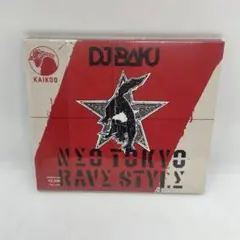 DJ BAKU
KAIKOO
NEO TOKYO
RAVE STYLE